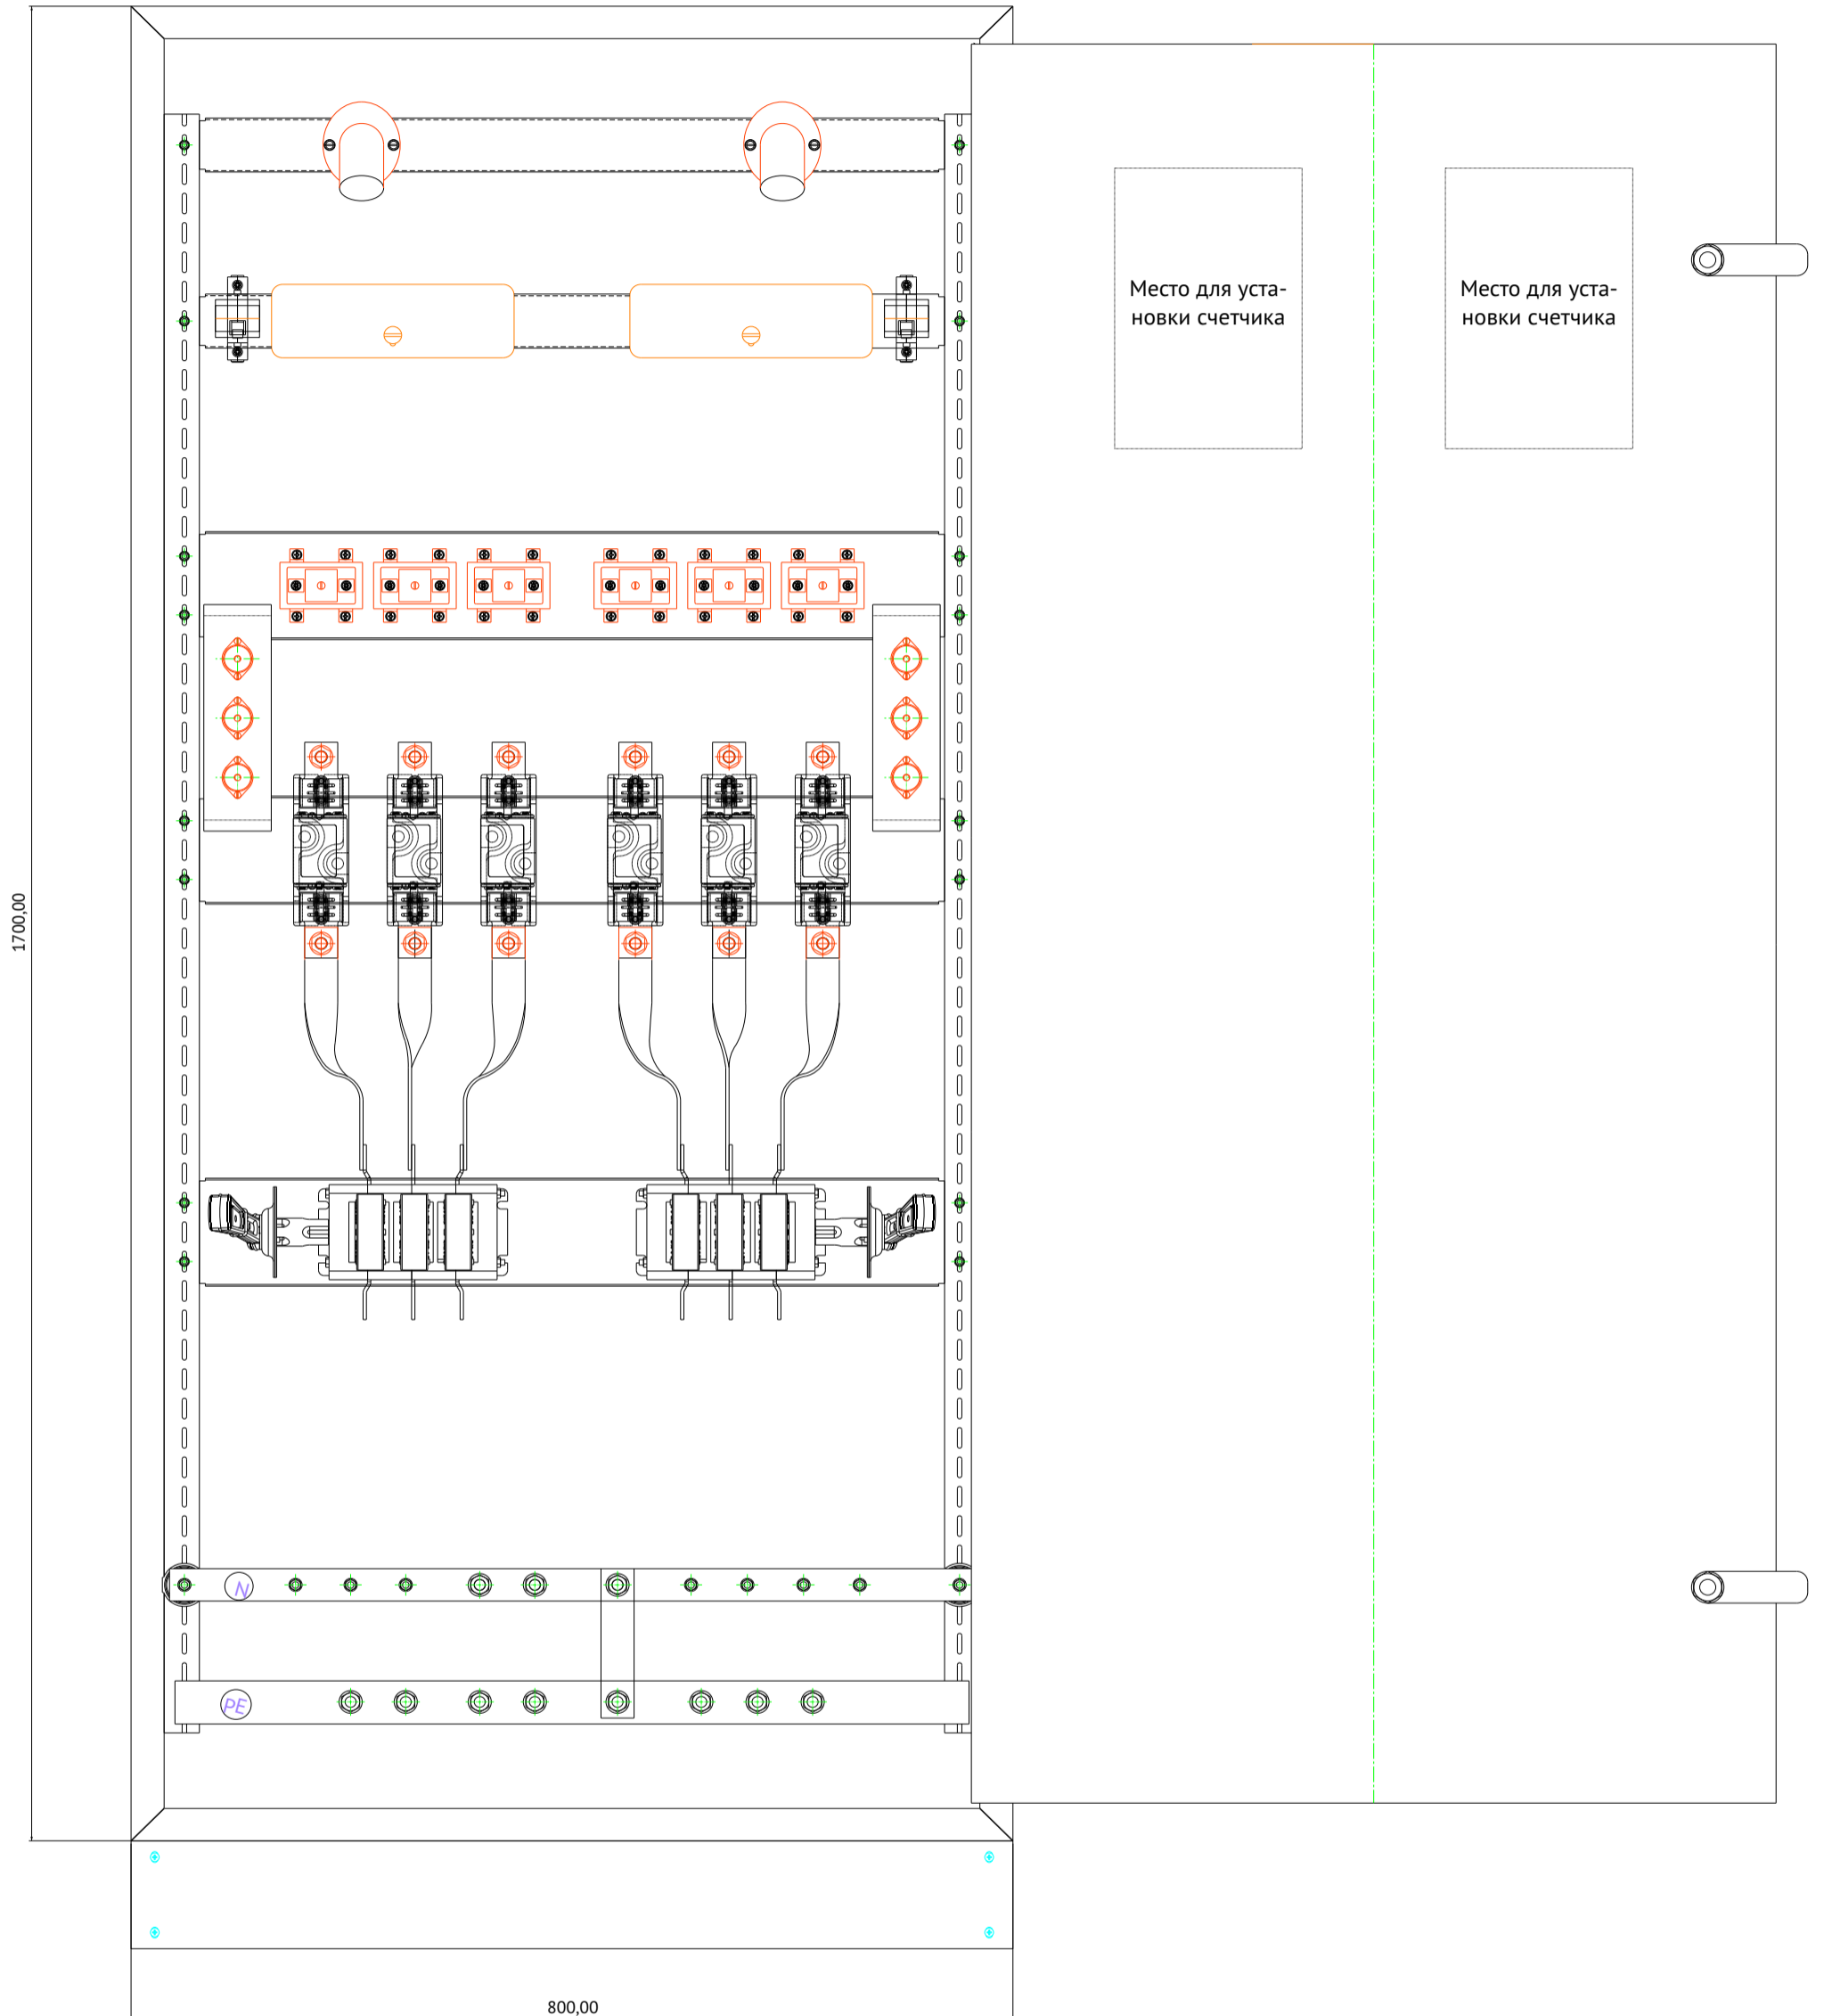 Место для уста-
новки счетчика
Место для уста-
новки счетчика
1700,00
N
PE
800,00